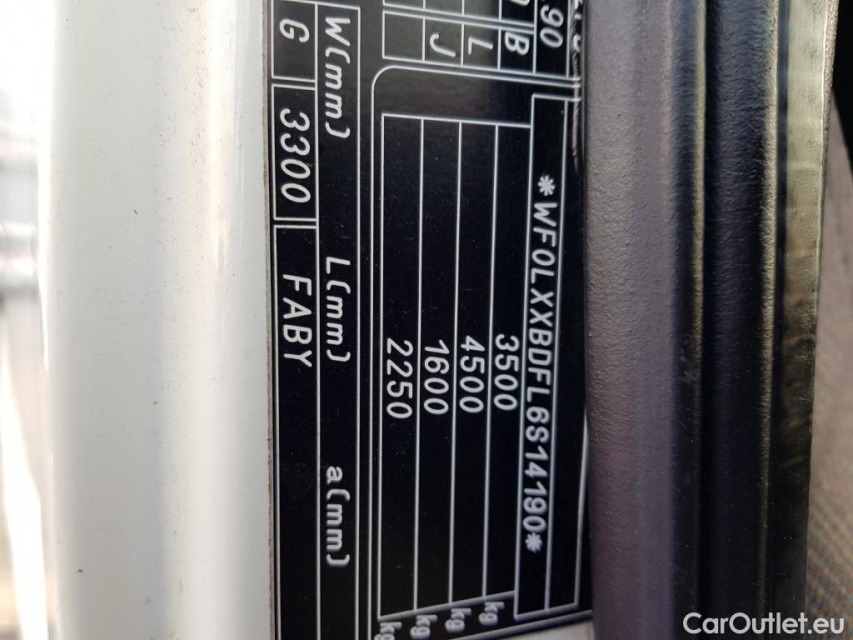 *WF0LXXBDFL6S14190*
3500 kg
4500 kg
1600 kg
2250 kg
W(mm) L(mm) a(mm)
G 3300 FABY
90
B
L
J
CarOutlet.eu